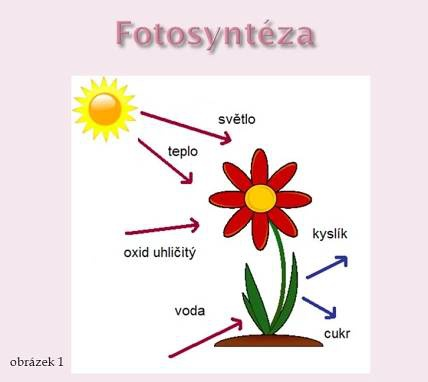 Fotosyntéza
světlo
teplo
oxid uhličitý
kyslík
voda
cukr
obrázek 1